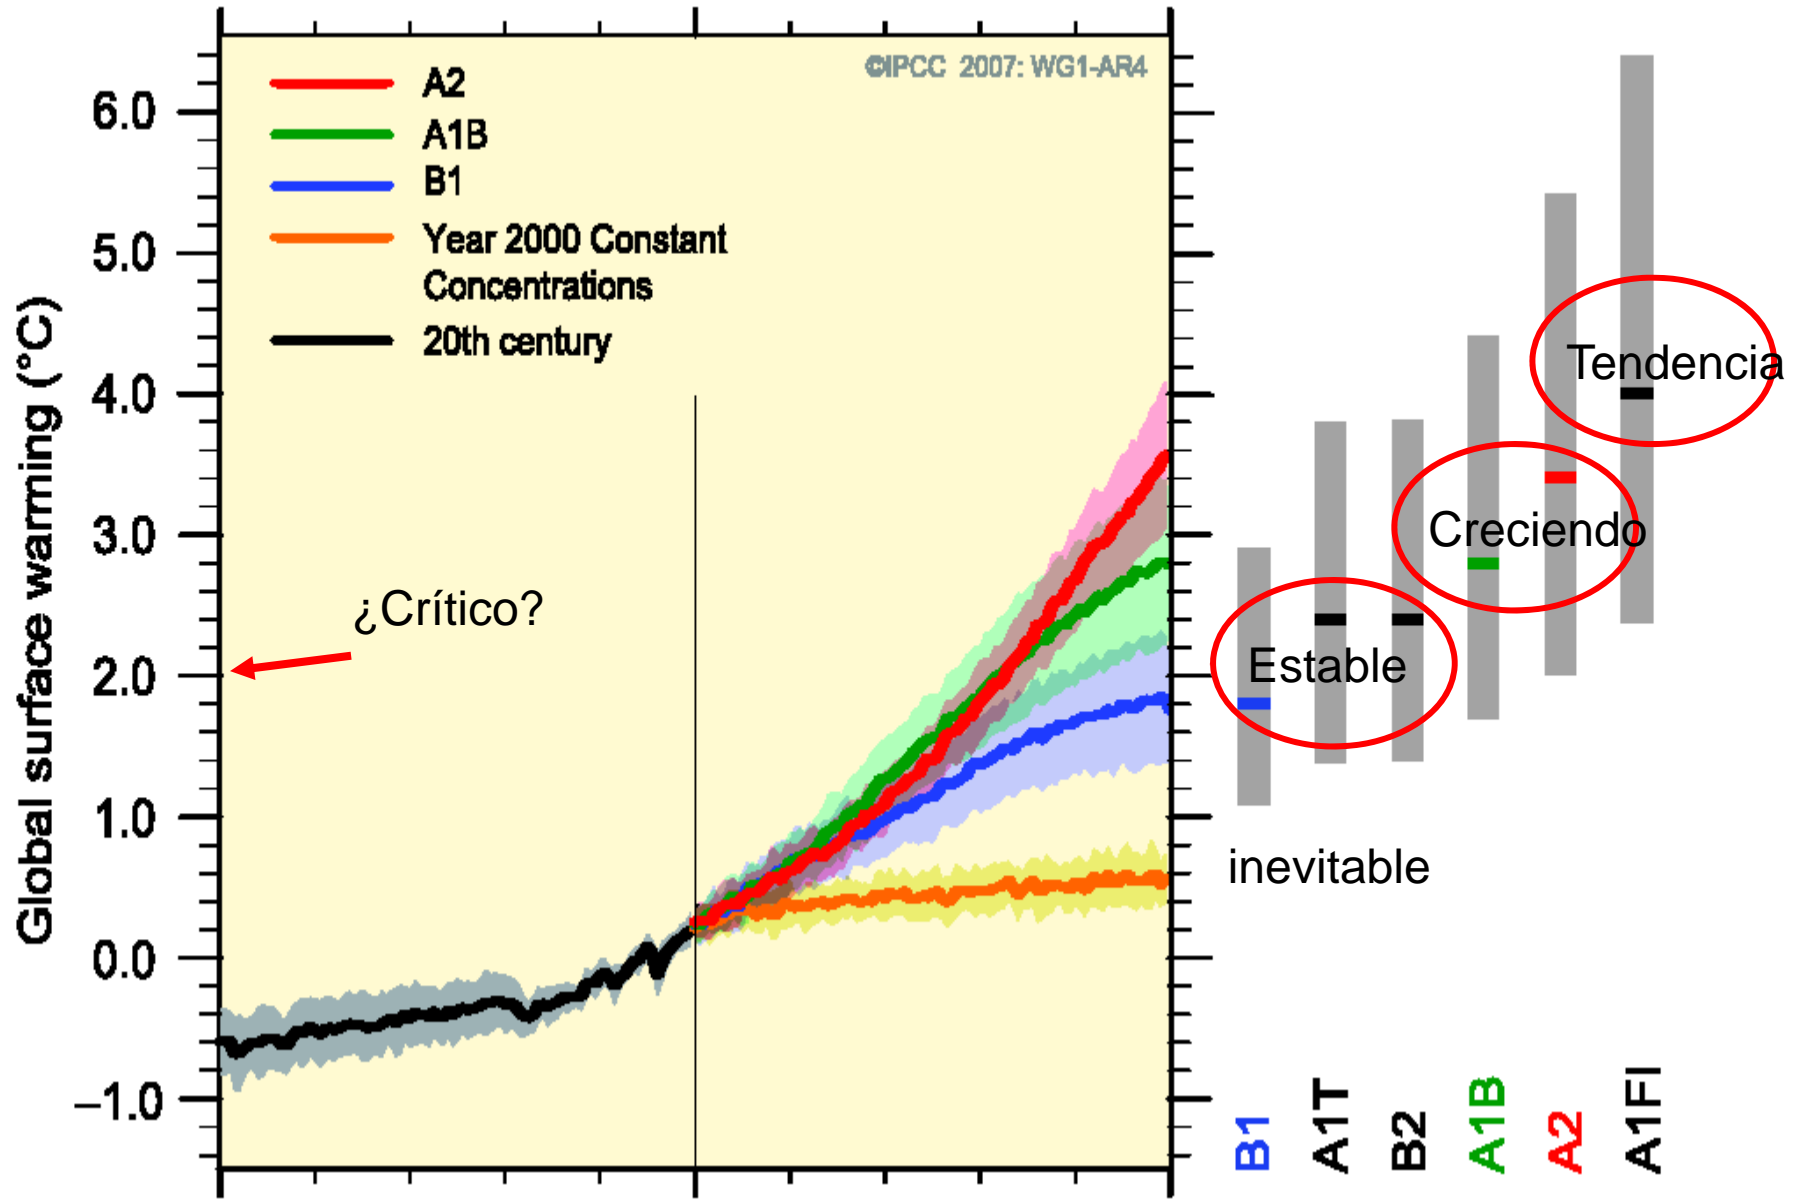 ©IPCC 2007: WG1-AR4
A2
A1B
B1
Year 2000 Constant
Concentrations
20th century
Global surface warming (°C)
6.0
5.0
4.0
3.0
2.0
1.0
0.0
–1.0
¿Crítico?
Tendencia
Creciendo
Estable
inevitable
B1
A1T
B2
A1B
A2
A1FI